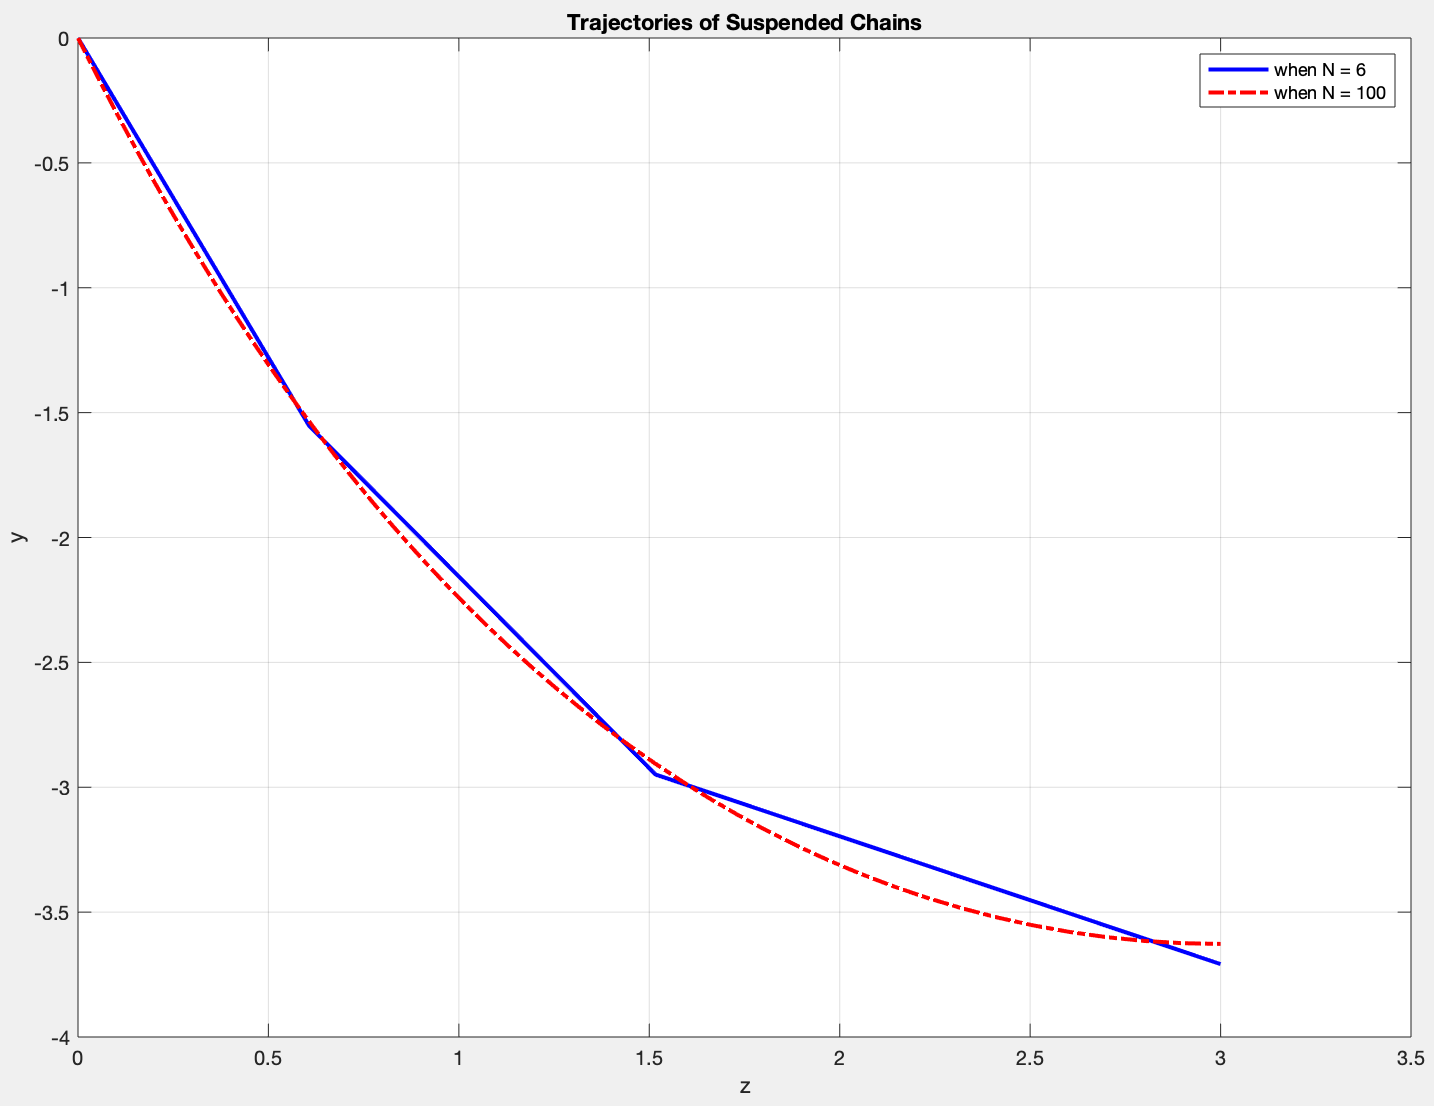 Trajectories of Suspended Chains
when N = 6
when N = 100
0
-0.5
-1
-1.5
-2
-2.5
-3
-3.5
-4
y
0 0.5 1 1.5 2 2.5 3 3.5
z